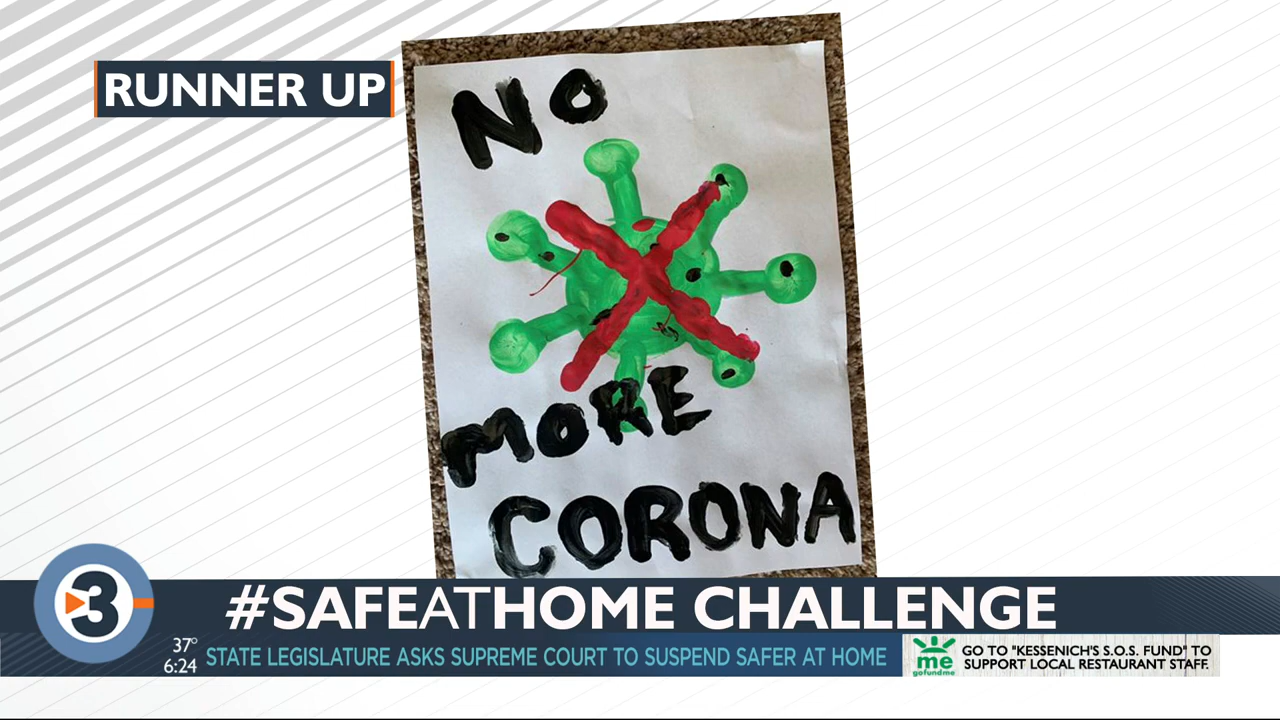 RUNNER UP
NO
MORE
CORONA
3
#SAFEATHOME CHALLENGE
37°
6:24
STATE LEGISLATURE ASKS SUPREME COURT TO SUSPEND SAFER AT HOME
me
gofundme
GO TO "KESSENICH'S S.O.S. FUND" TO
SUPPORT LOCAL RESTAURANT STAFF.